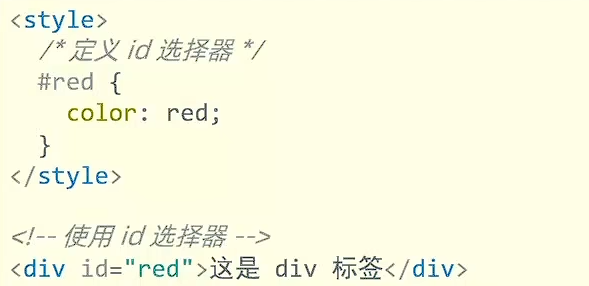 <style>
/* 定义 id 选择器 */
#red {
color: red;
}
</style>
<!-- 使用 id 选择器 -->
<div id="red">这是 div 标签</div>